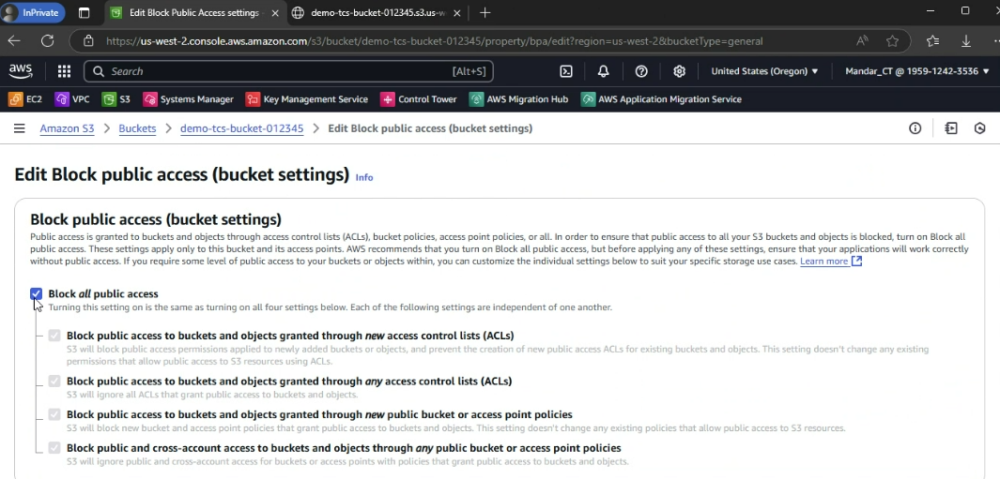 InPrivate
Edit Block Public Access settings
demo-tcs-bucket-012345.s3.us-w
https://us-west-2.console.aws.amazon.com/s3/bucket/demo-tcs-bucket-012345/property/bpa/edit?region=us-west-2&bucketType=general
aws
Search
[Alt+S]
United States (Oregon)
Mandar_CT @ 1959-1242-3536
EC2 VPC S3 Systems Manager Key Management Service Control Tower AWS Migration Hub AWS Application Migration Service
Amazon S3 > Buckets > demo-tcs-bucket-012345 > Edit Block public access (bucket settings)
Edit Block public access (bucket settings) Info
Block public access (bucket settings)
Public access is granted to buckets and objects through access control lists (ACLs), bucket policies, access point policies, or all. In order to ensure that public access to all your S3 buckets and objects is blocked, turn on Block all
public access. These settings apply only to this bucket and its access points. AWS recommends that you turn on Block all public access, but before applying any of these settings, ensure that your applications will work correctly
without public access. If you require some level of public access to your buckets or objects within, you can customize the individual settings below to suit your specific storage use cases. Learn more
Block all public access
Turning this setting on is the same as turning on all four settings below. Each of the following settings are independent of one another.
Block public access to buckets and objects granted through new access control lists (ACLs)
S3 will block public access permissions applied to newly added buckets or objects, and prevent the creation of new public access ACLs for existing buckets and objects. This setting doesn't change any existing
permissions that allow public access to S3 resources using ACLs.
Block public access to buckets and objects granted through any access control lists (ACLs)
S3 will ignore all ACLs that grant public access to buckets and objects.
Block public access to buckets and objects granted through new public bucket or access point policies
S3 will block new bucket and access point policies that grant public access to buckets and objects. This setting doesn't change any existing policies that allow public access to S3 resources.
Block public and cross-account access to buckets and objects through any public bucket or access point policies
S3 will ignore public and cross-account access for buckets or access points with policies that grant public access to buckets and objects.